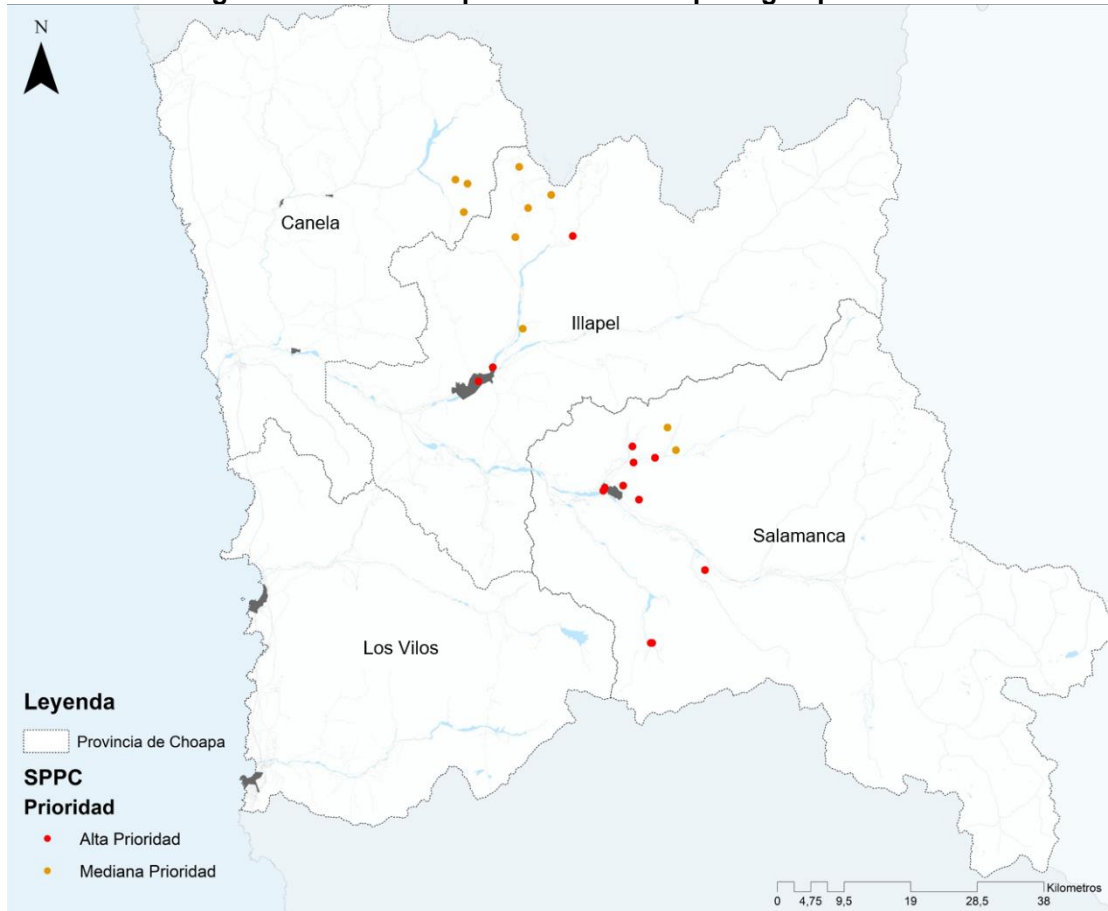 N
Canela
Illapel
Salamanca
Los Vilos
Leyenda
Provincia de Choapa
SPPC
Prioridad
Alta Prioridad
Mediana Prioridad
Kilometros
0 4,75 9,5 19 28,5 38